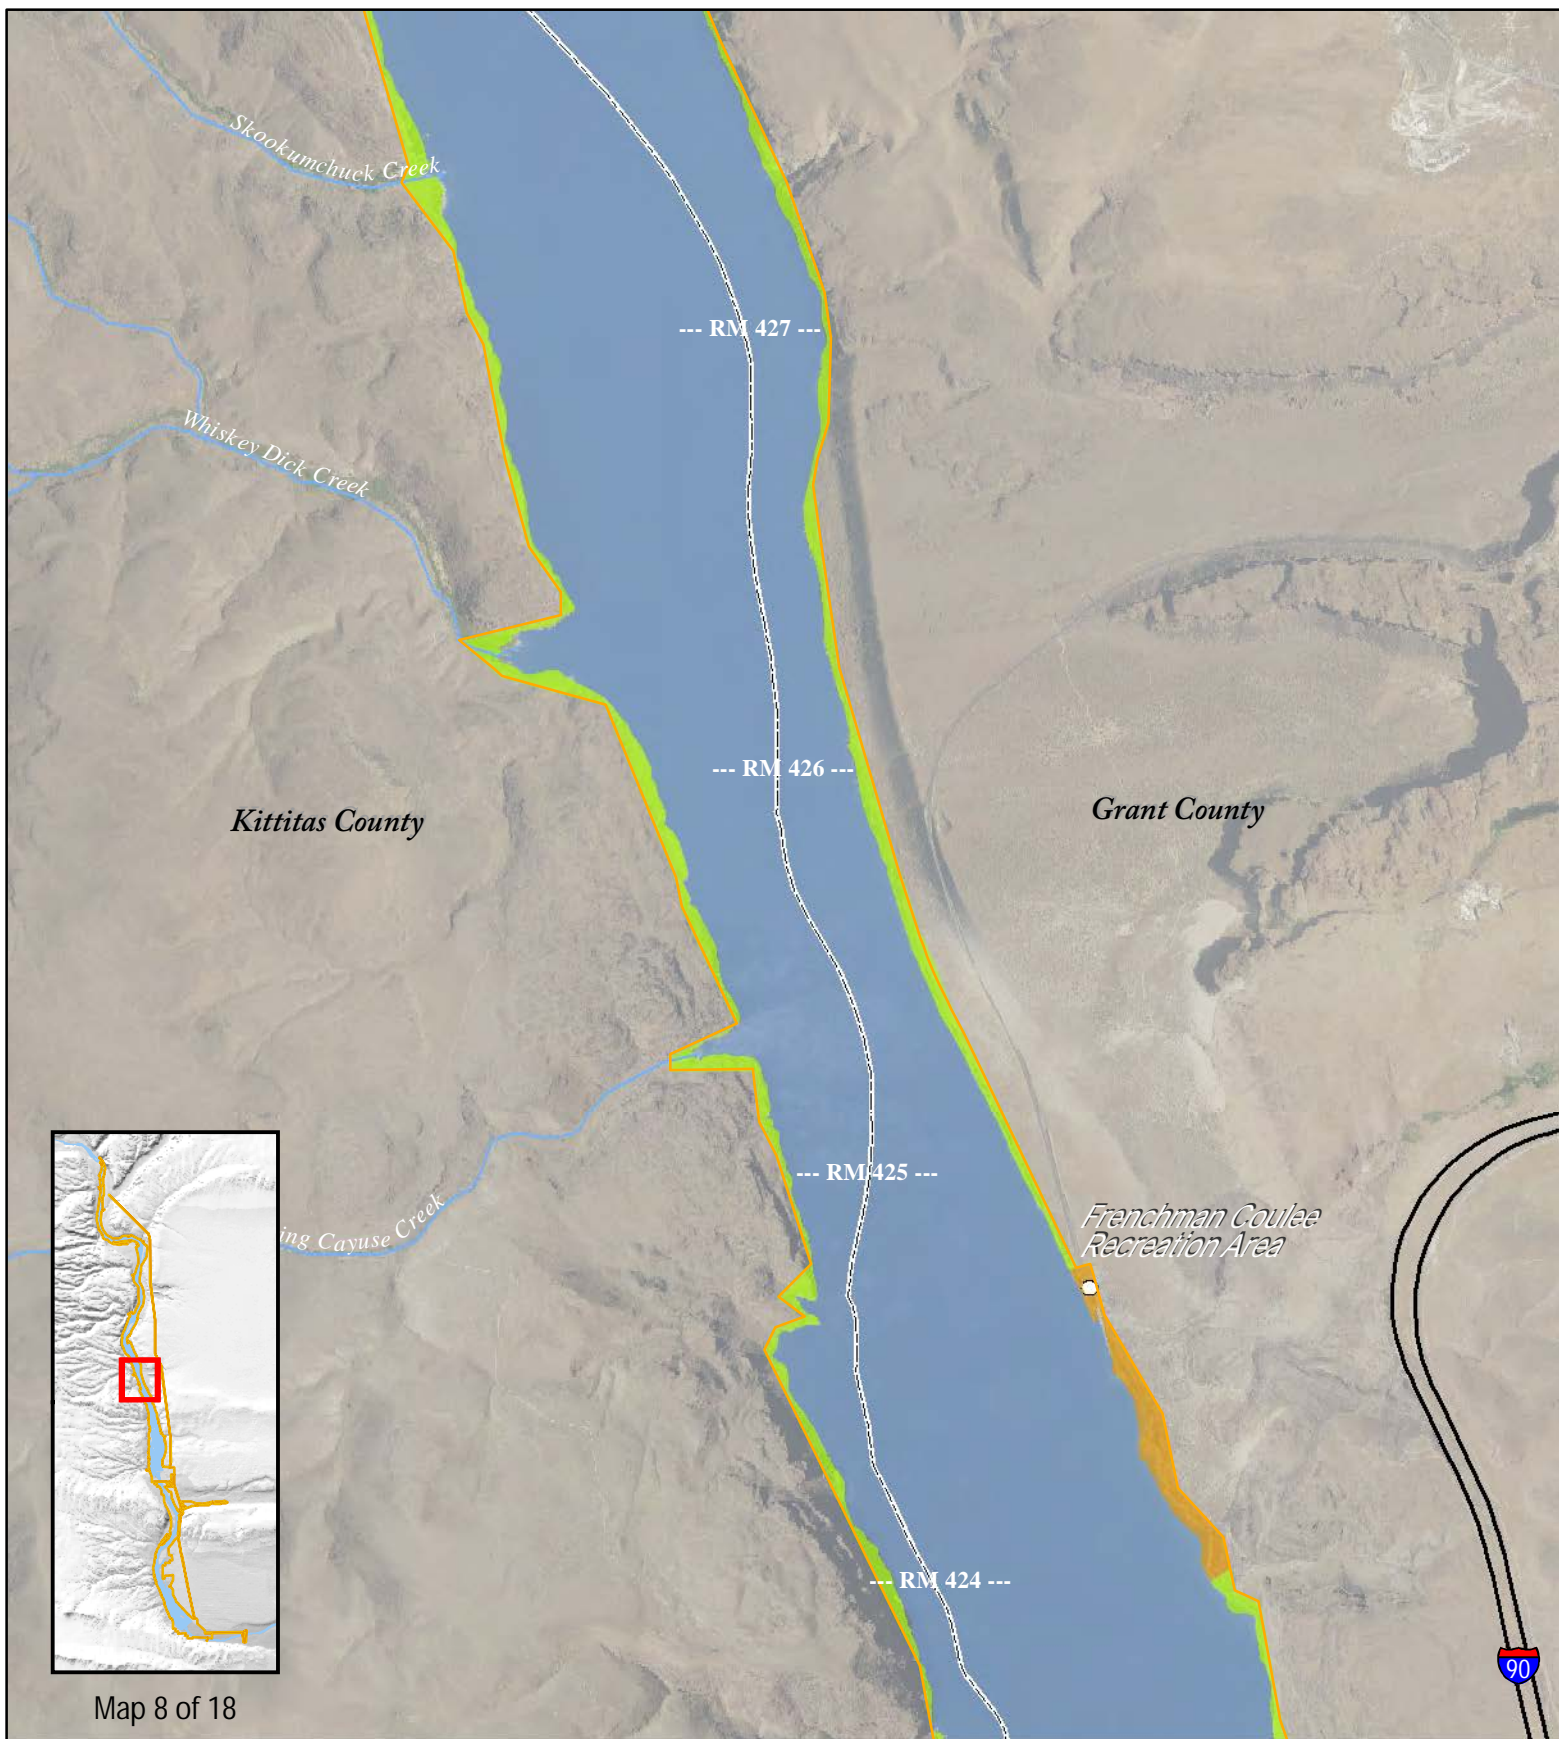 Skookumchuck Creek
--- RM 427 ---
Whiskey Dick Creek
--- RM 426 ---
Kittitas County
Grant County
--- RM 425 ---
ing Cayuse Creek
Frenchman Coulee
Recreation Area
--- RM 424 ---
90
Map 8 of 18